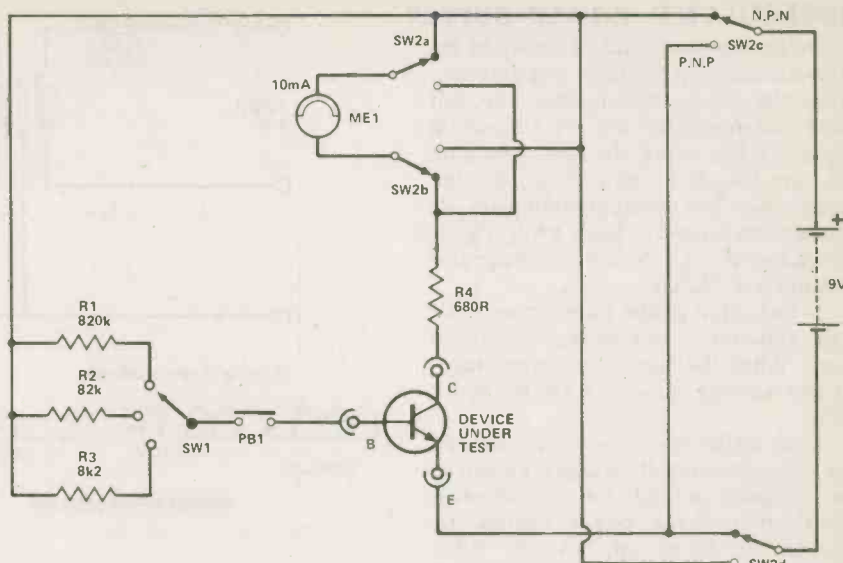 N.P.N
SW2a
SW2c
P.N.P
10mA
ME1
SW2b
+
9V
R4
680R
R1
820k
R2
82k
C
DEVICE
UNDER
TEST
SW1
PB1
B
R3
8k2
E